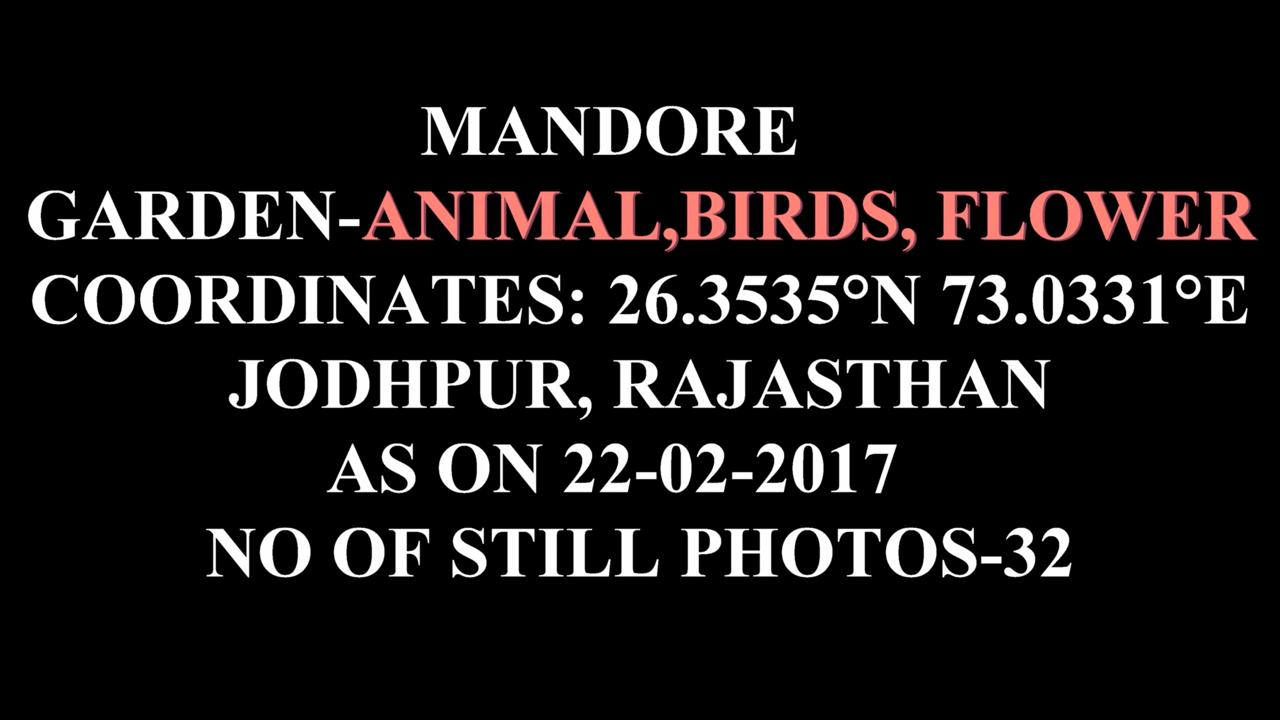 MANDORE
GARDEN-ANIMAL,BIRDS, FLOWER
COORDINATES: 26.3535°N 73.0331°E
JODHPUR, RAJASTHAN
AS ON 22-02-2017
NO OF STILL PHOTOS-32